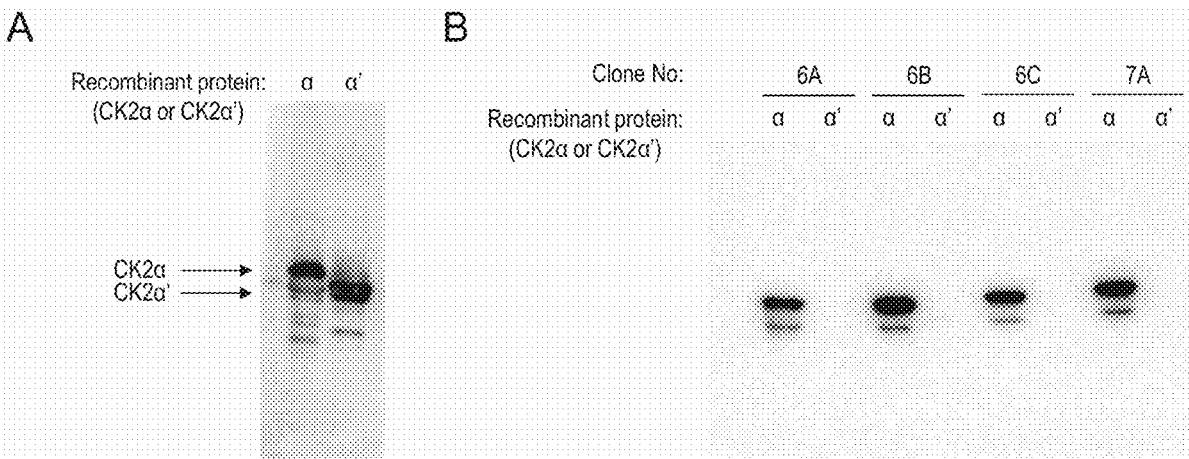 A
Recombinant protein: α α'
(CK2α or CK2α')
CK2α
CK2α'
B
Clone No: 6A 6B 6C 7A
Recombinant protein: α α' α α' α α' α α'
(CK2α or CK2α')